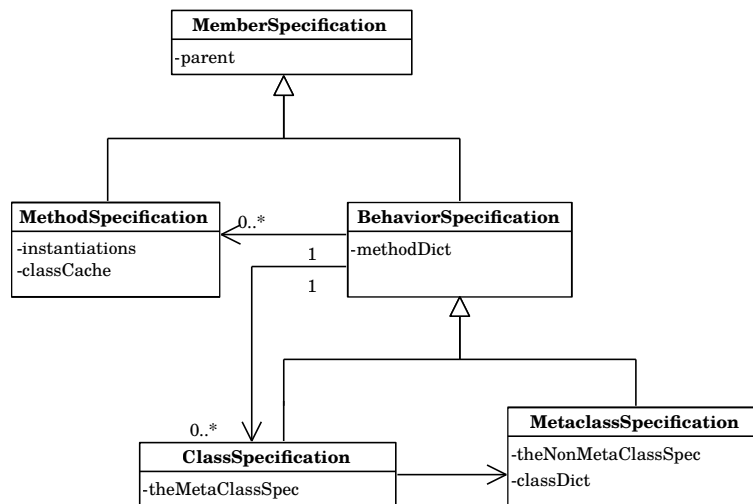 MemberSpecification
-parent
MethodSpecification
-instantiations
-classCache
0..*
BehaviorSpecification
-methodDict
1
1
0..*
ClassSpecification
-theMetaClassSpec
MetaclassSpecification
-theNonMetaClassSpec
-classDict